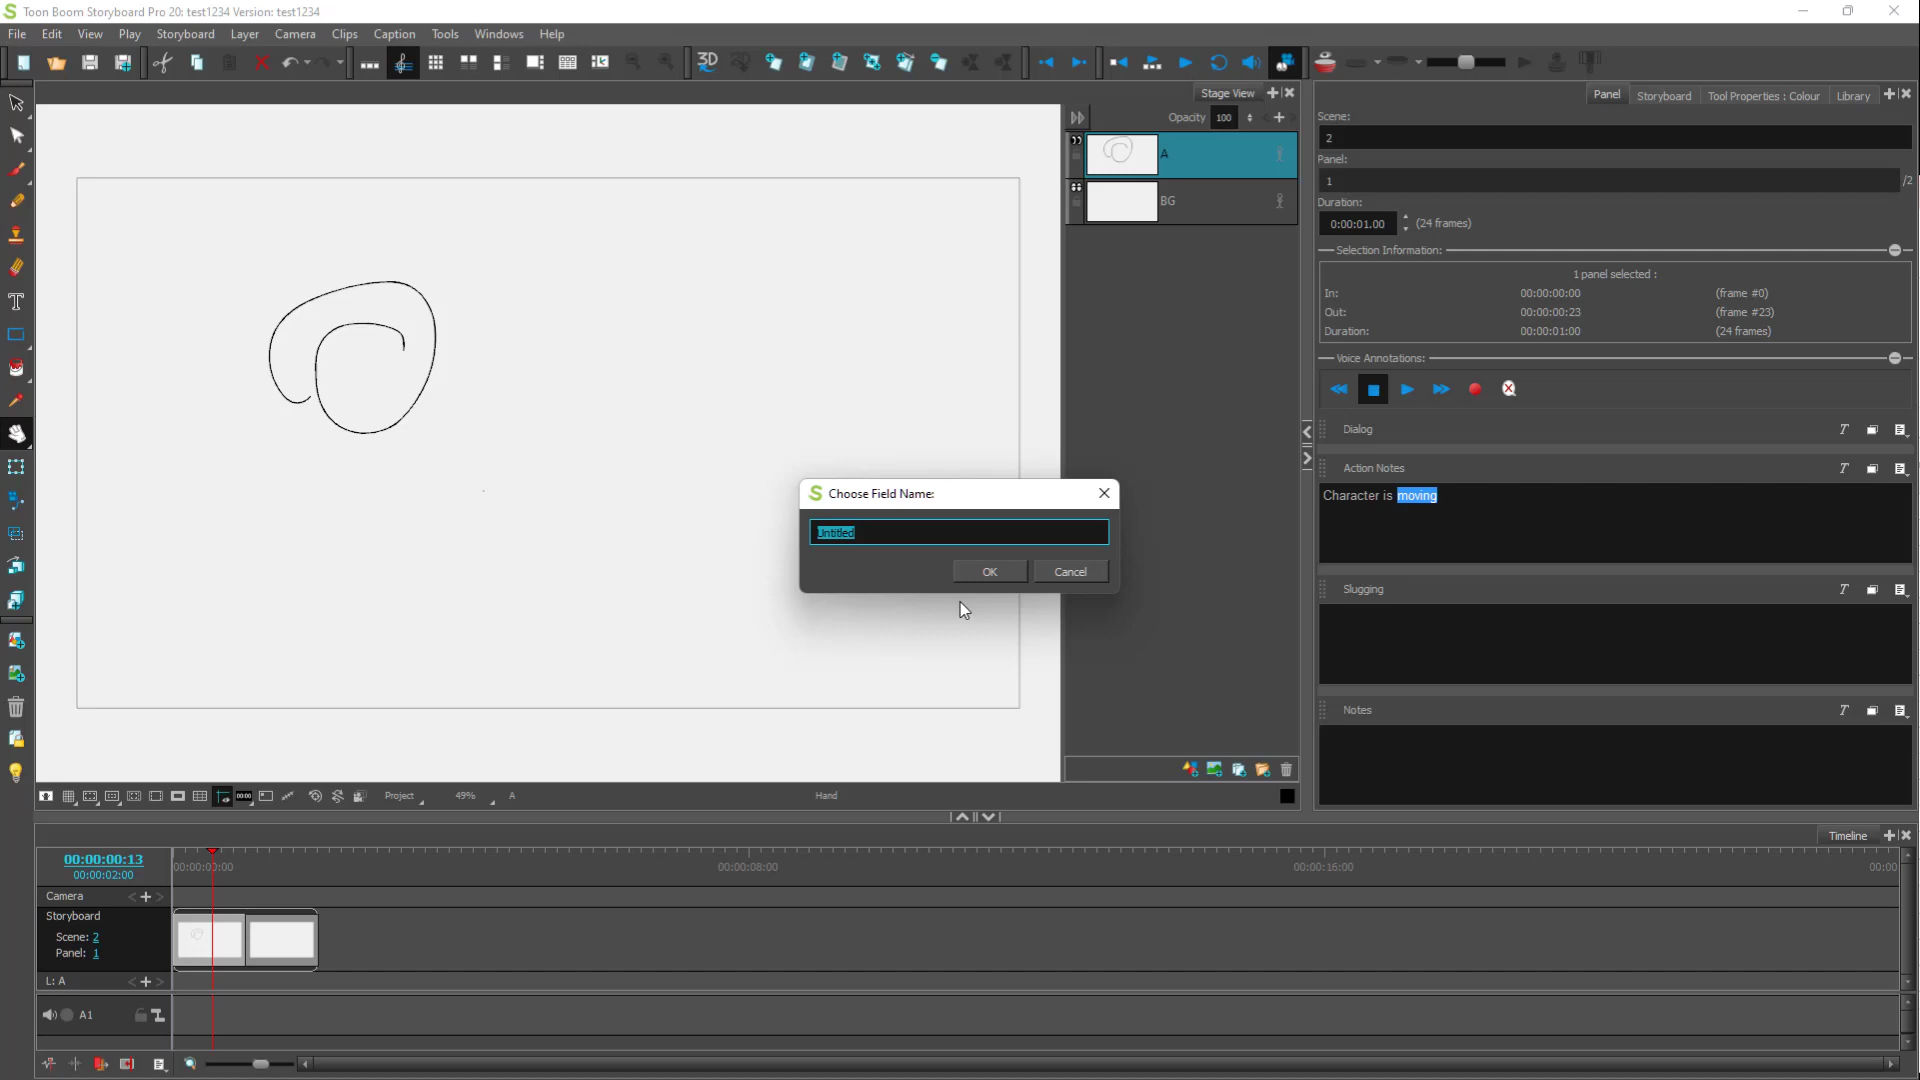 Toon Boom Storyboard Pro 20: test1234 Version: test1234
File Edit View Play Storyboard Layer Camera Clips Caption Tools Windows Help
3D
Stage View
Opacity 100
A
BG
Panel Storyboard Tool Properties : Colour Library
Scene:
2
Panel:
1 /2
Duration:
0:00:01.00 (24 frames)
Selection Information:
1 panel selected :
In: 00:00:00:00 (frame #0)
Out: 00:00:00:23 (frame #23)
Duration: 00:00:01:00 (24 frames)
Voice Annotations:
Dialog
Action Notes
Character is moving
Slugging
Notes
Choose Field Name:
Untitled
OK Cancel
00:00 Project 49% A Hand
Timeline
00:00:00:13
00:00:02:00
00:00:00:00 00:00:08:00 00:00:16:00 00:00
Camera
Storyboard
Scene: 2
Panel: 1
L: A
A1